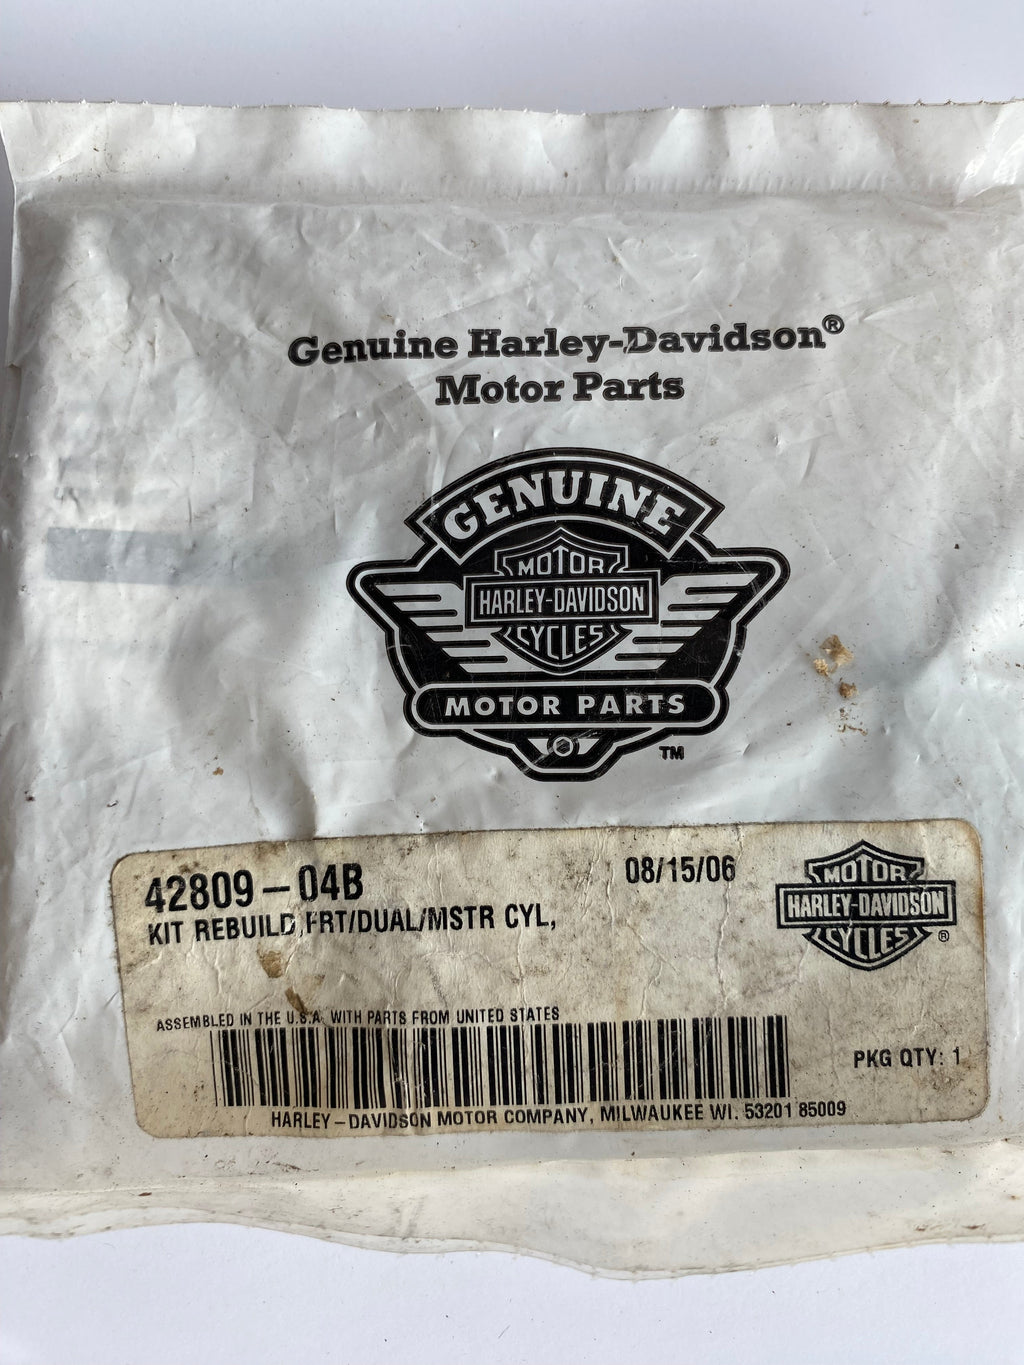 Genuine Harley-Davidson®
Motor Parts
GENUINE
MOTOR
HARLEY-DAVIDSON
CYCLES
MOTOR PARTS
TM
42809-04B
08/15/06
KIT REBUILD,FRT/DUAL/MSTR CYL,
MOTOR
HARLEY-DAVIDSON
CYCLES
®
ASSEMBLED IN THE U.S.A. WITH PARTS FROM UNITED STATES
PKG QTY: 1
HARLEY-DAVIDSON MOTOR COMPANY, MILWAUKEE WI. 53201 85009